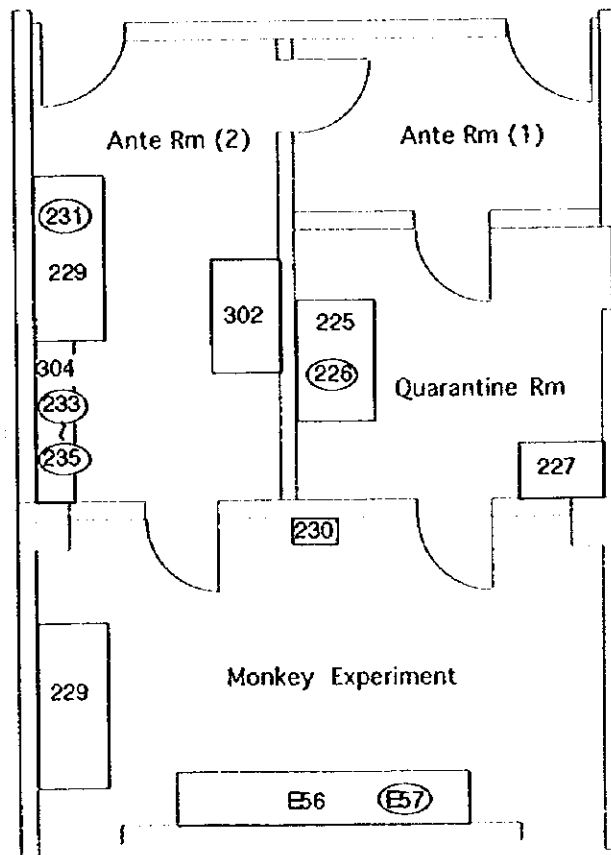 Ante Rm (2)
Ante Rm (1)
231
229
302
304
233
~
235
225
226
Quarantine Rm
227
230
Monkey Experiment
229
E56
E57